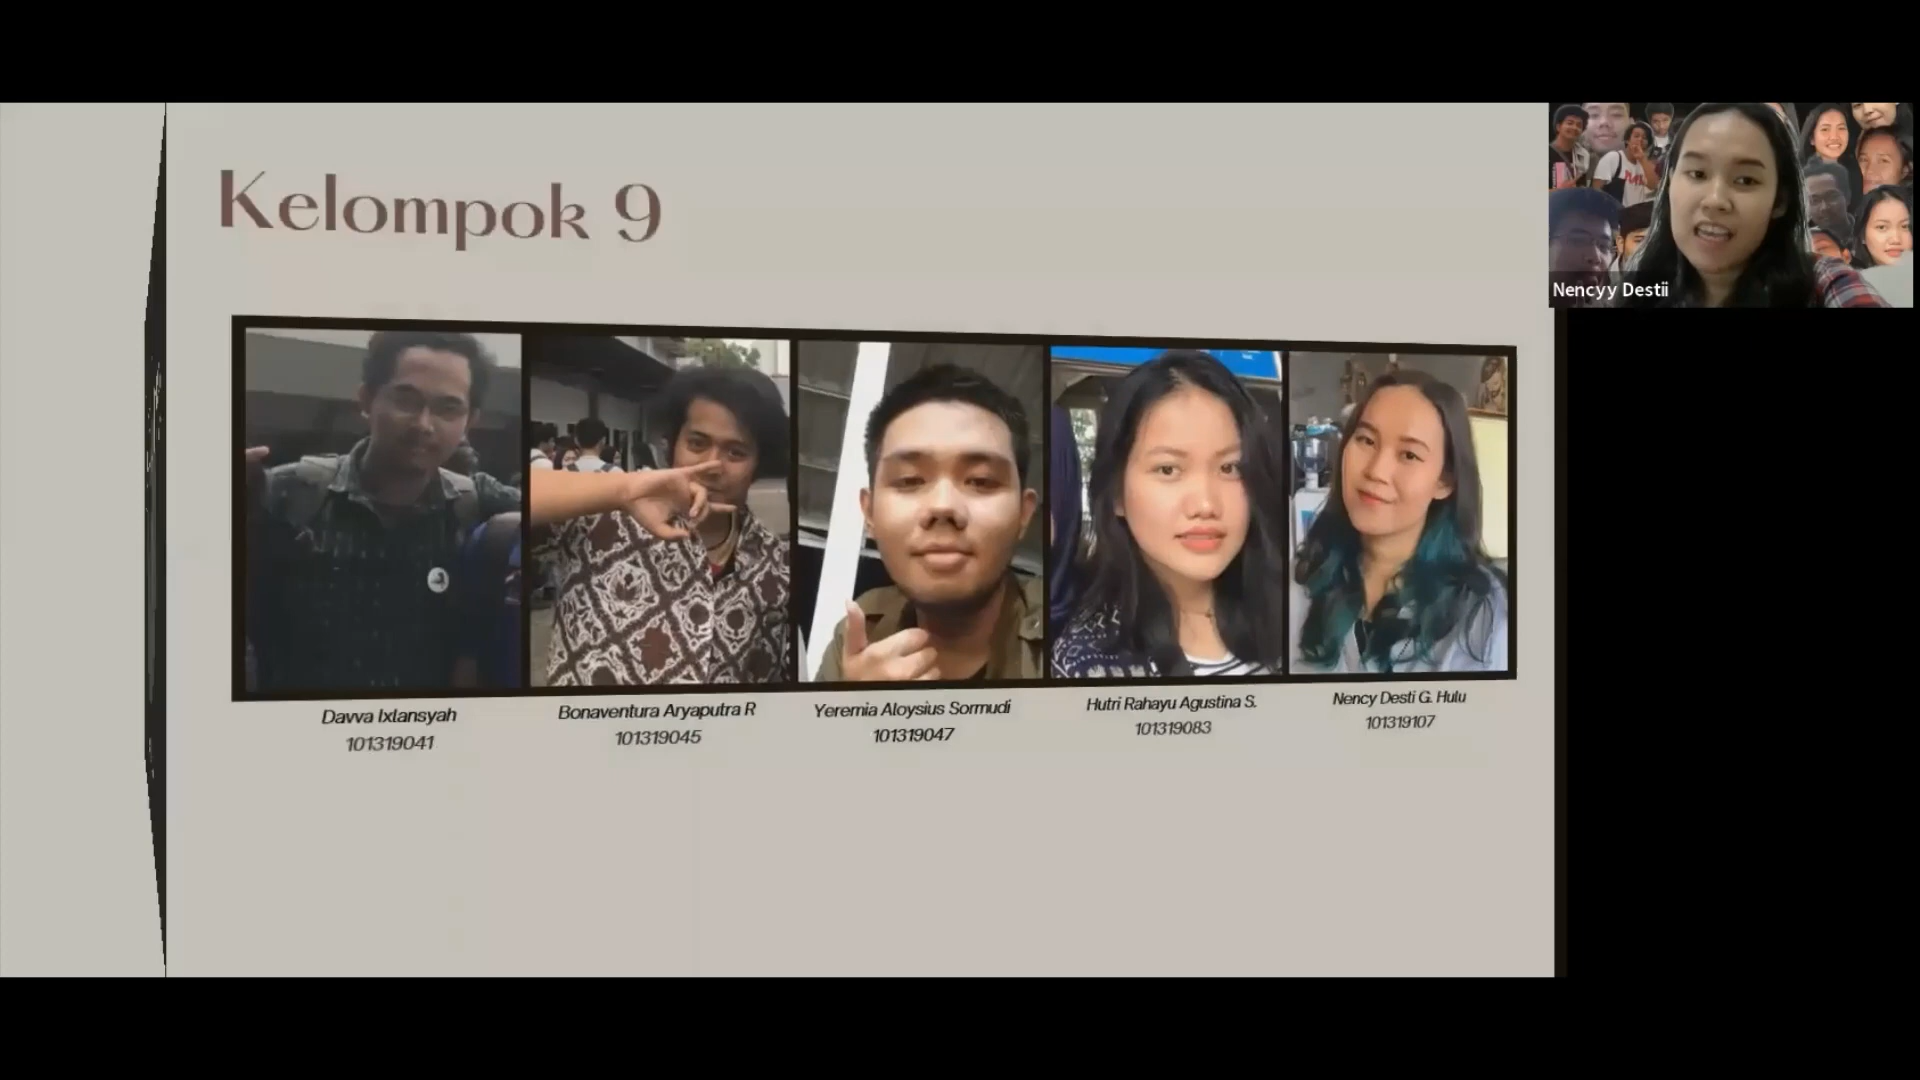 Kelompok 9
Nencyy Destii
Davva Ixlansyah
101319041
Bonaventura Aryaputra R
101319045
Yeremia Aloysius Sormudi
101319047
Hutri Rahayu Agustina S.
101319083
Nency Desti G. Hulu
101319107